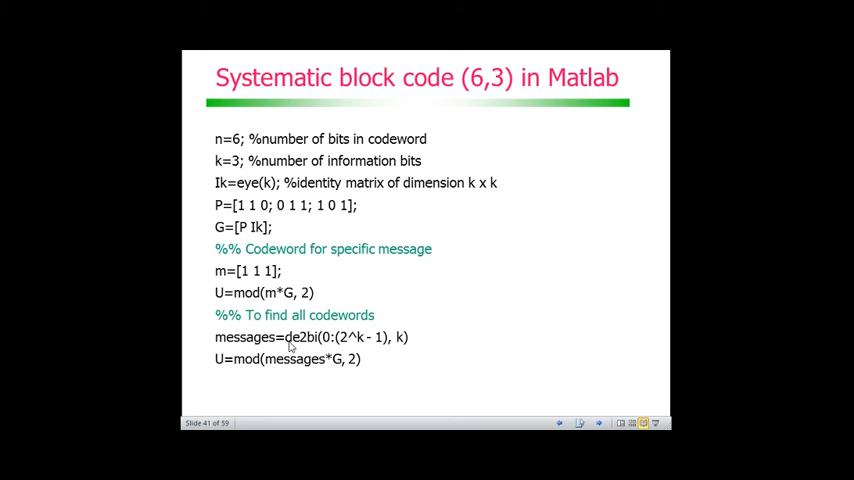 Systematic block code (6,3) in Matlab
n=6; %number of bits in codeword
k=3; %number of information bits
Ik=eye(k); %identity matrix of dimension k x k
P=[1 1 0; 0 1 1; 1 0 1];
G=[P Ik];
%% Codeword for specific message
m=[1 1 1];
U=mod(m*G, 2)
%% To find all codewords
messages=de2bi(0:(2^k - 1), k)
U=mod(messages*G, 2)
Slide 41 of 59